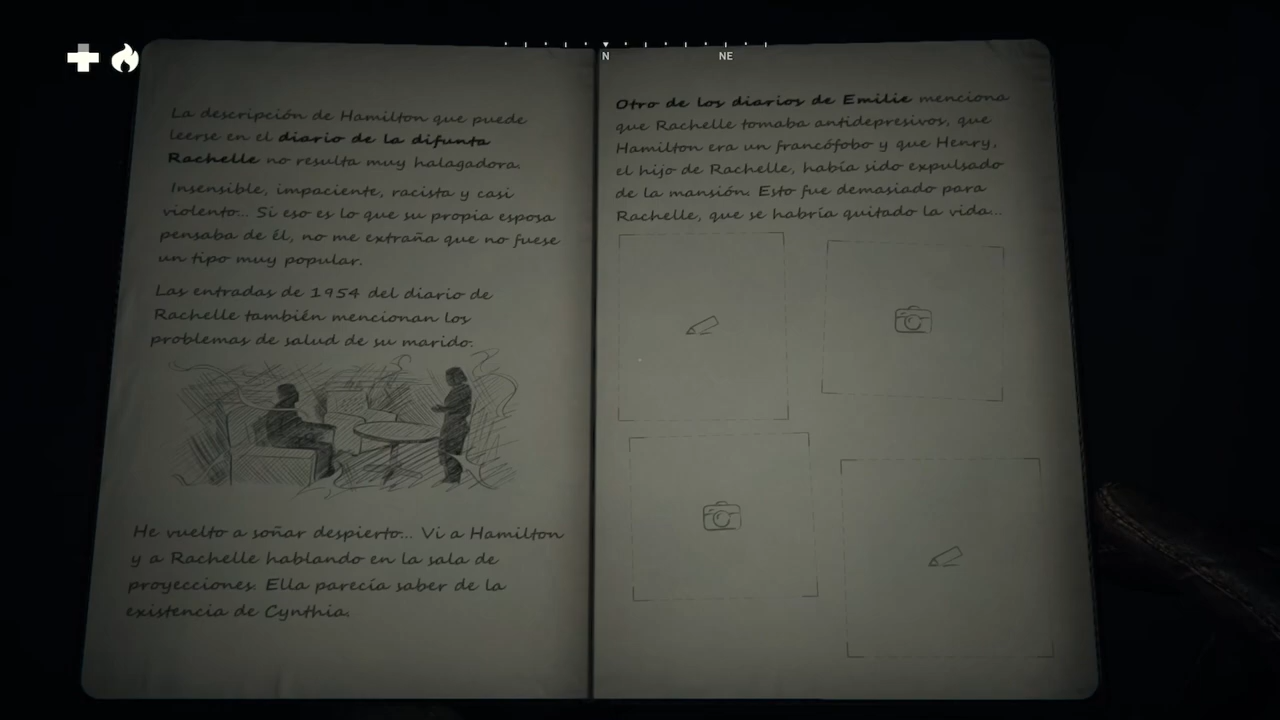 N
NE
La descripción de Hamilton que puede
leerse en el diario de la difunta
Rachelle no resulta muy halagadora.
Insensible, impaciente, racista y casi
violento... Si eso es lo que su propia esposa
pensaba de él, no me extraña que no fuese
un tipo muy popular.
Las entradas de 1954 del diario de
Rachelle también mencionan los
problemas de salud de su marido.
He vuelto a soñar despierto... Vi a Hamilton
y a Rachelle hablando en la sala de
proyecciones. Ella parecía saber de la
existencia de Cynthia.
Otro de los diarios de Emilie menciona
que Rachelle tomaba antidepresivos, que
Hamilton era un francófobo y que Henry,
el hijo de Rachelle, había sido expulsado
de la mansión. Esto fue demasiado para
Rachelle, que se habría quitado la vida...